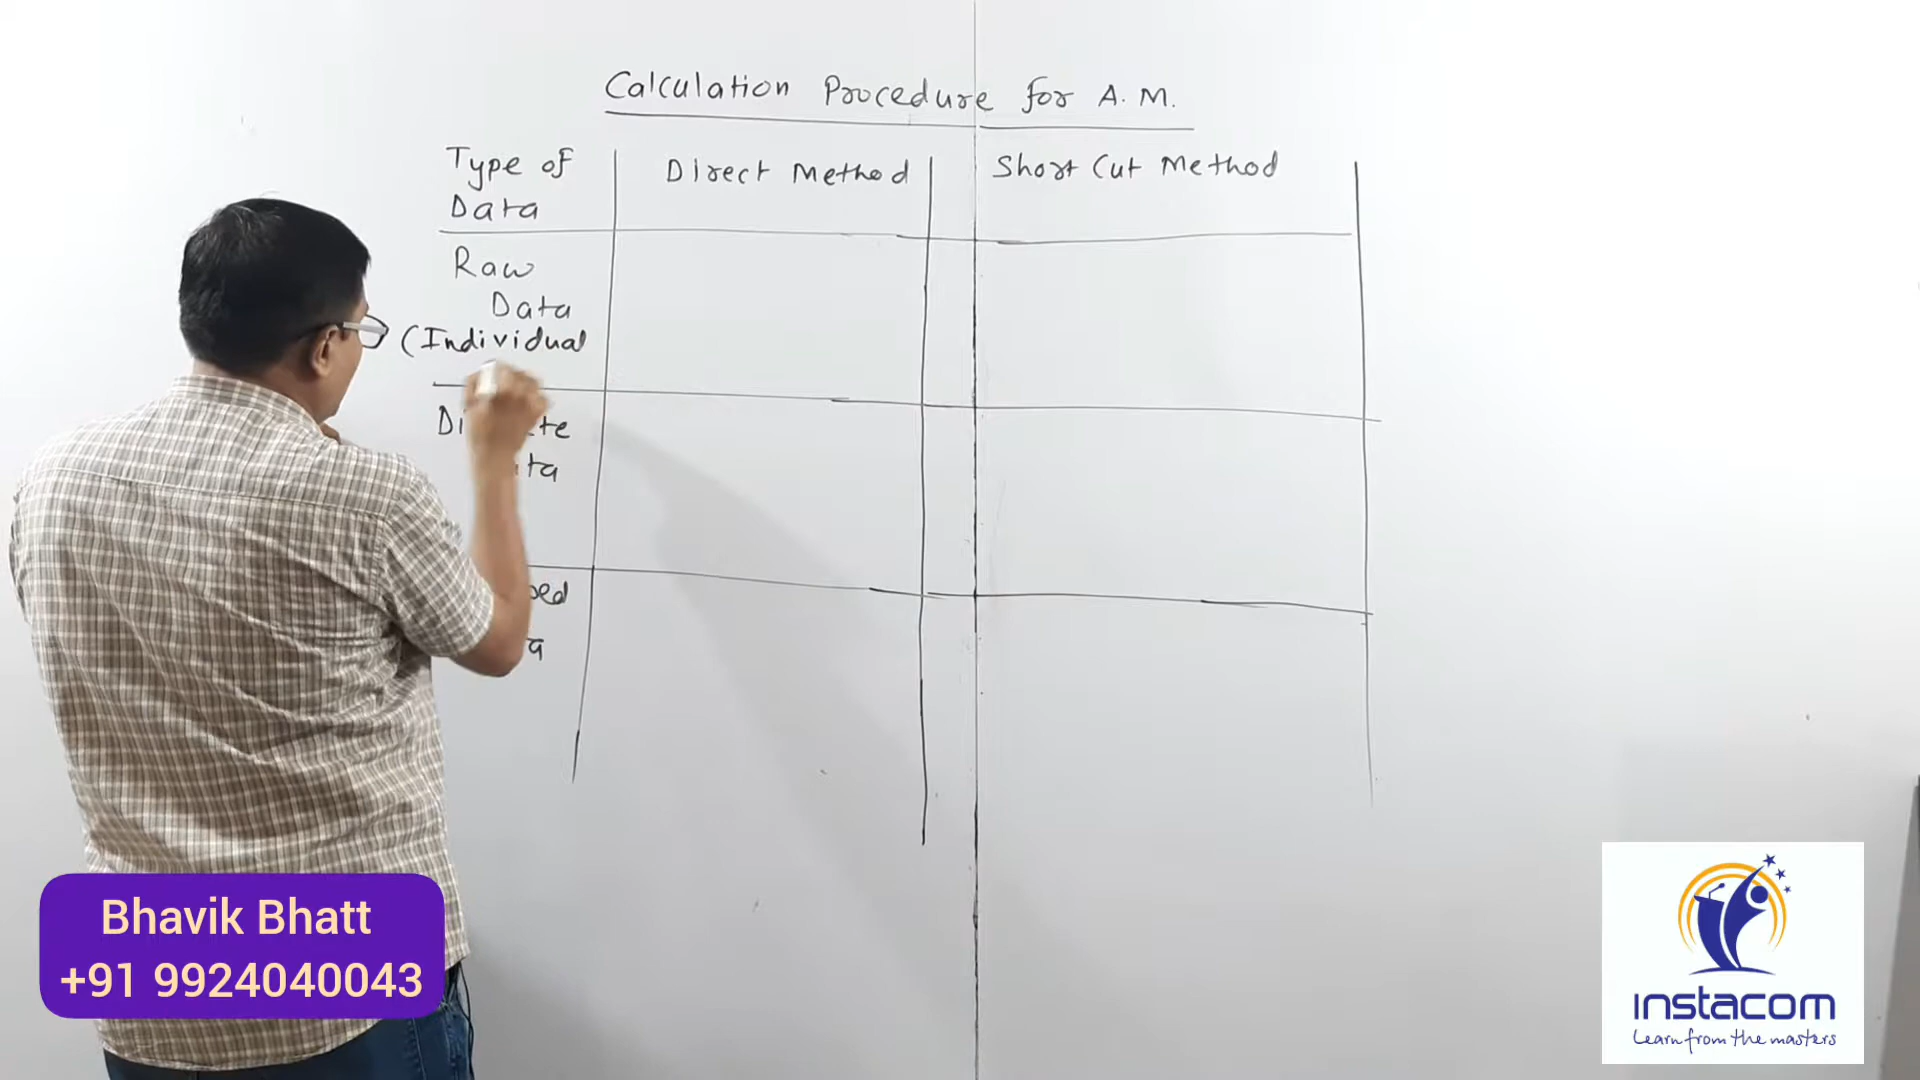 Calculation Procedure for A.M.
Type of
Data
Direct Method
Short Cut Method
Raw
Data
(Individual
Data
Bhavik Bhatt
+91 9924040043
instacom
Learn from the masters